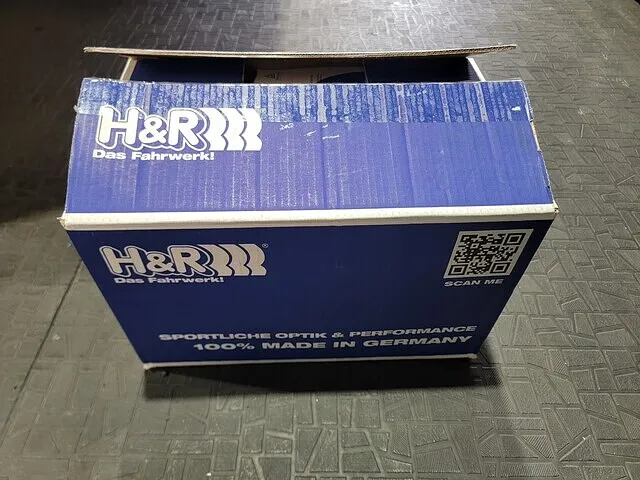 H&R
Das Fahrwerk!
H&R®
Das Fahrwerk!
SCAN ME
SPORTLICHE OPTIK & PERFORMANCE
100% MADE IN GERMANY